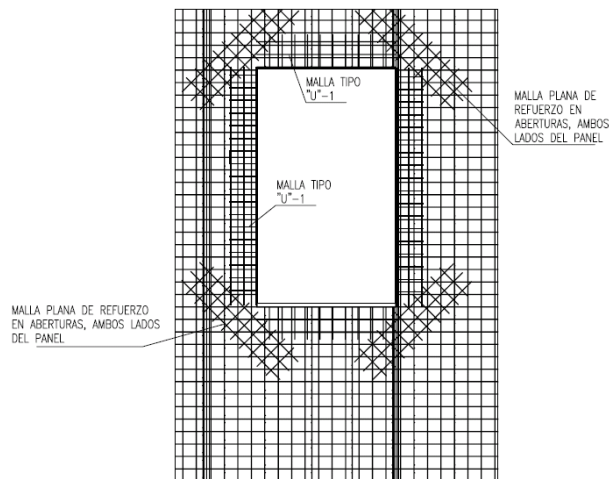 MALLA TIPO
"U"-1
MALLA PLANA DE
REFUERZO EN
ABERTURAS, AMBOS
LADOS DEL PANEL
MALLA TIPO
"U"-1
MALLA PLANA DE REFUERZO
EN ABERTURAS, AMBOS LADOS
DEL PANEL